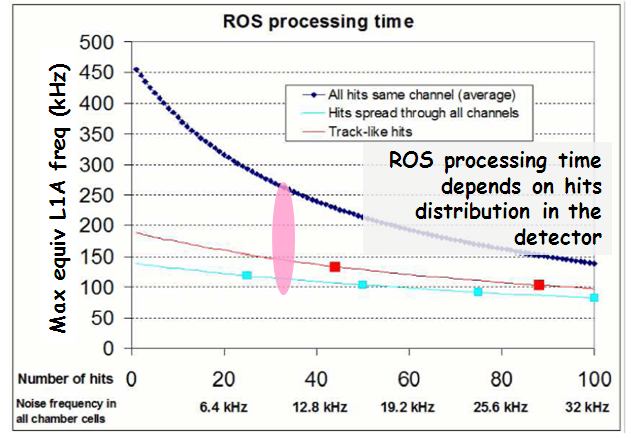 ROS processing time
Max equiv L1A freq (kHz)
500
450
400
350
300
250
200
150
100
50
0
All hits same channel (average)
Hits spread through all channels
Track-like hits
ROS processing time
depends on hits
distribution in the
detector
Number of hits 0 20 40 60 80 100
Noise frequency in
all chamber cells
6.4 kHz 12.8 kHz 19.2 kHz 25.6 kHz 32 kHz